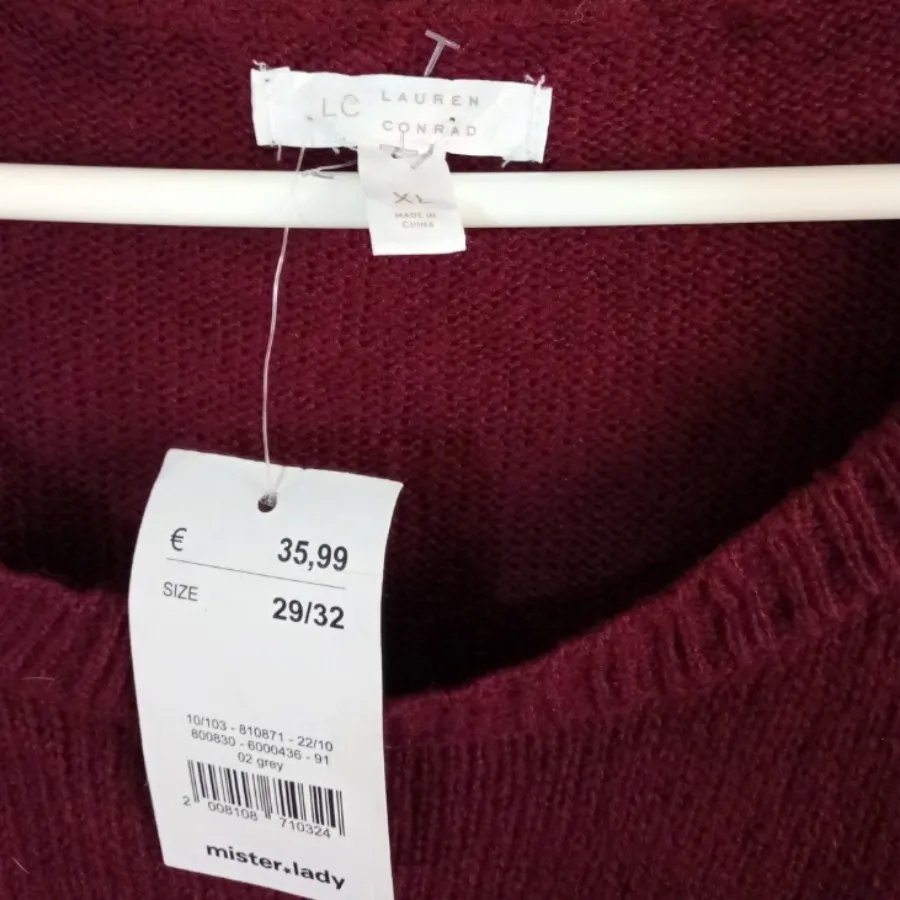 LC LAUREN
CONRAD
XL
MADE IN
CHINA
€ 35,99
SIZE 29/32
10/103 - 810871 - 22/10
800830 - 6000436 - 91
02 grey
2 008108 710324
mister*lady